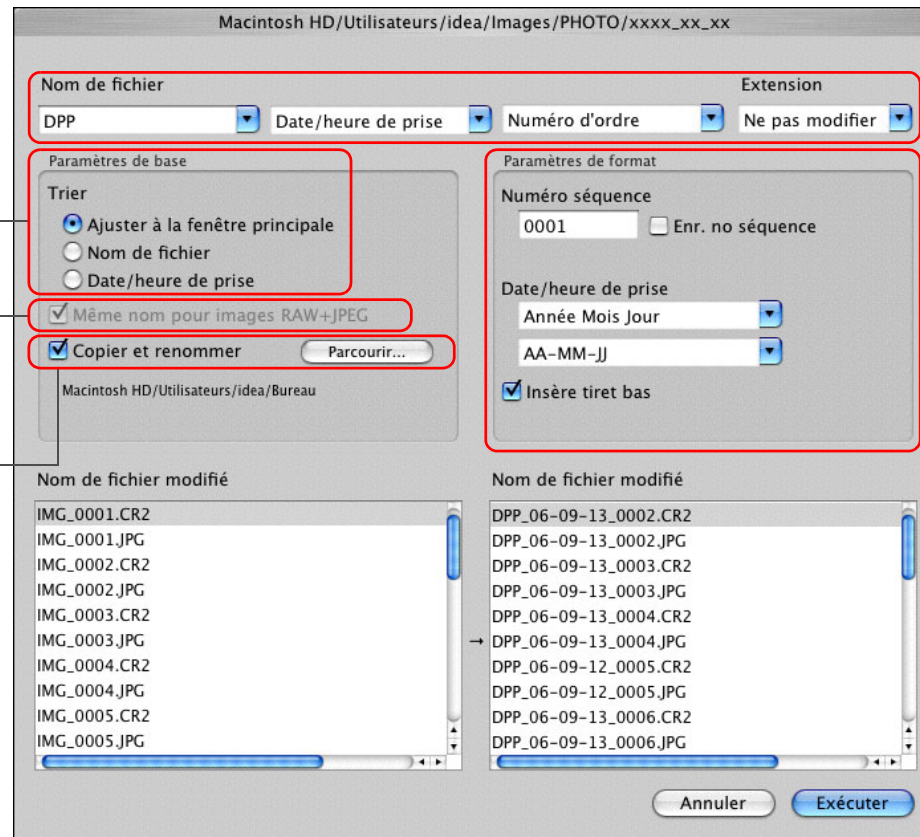 Macintosh HD/Utilisateurs/idea/Images/PHOTO/xxxx_xx_xx
Nom de fichier Extension
DPP Date/heure de prise Numéro d'ordre Ne pas modifier
Paramètres de base
Trier
Ajuster à la fenêtre principale
Nom de fichier
Date/heure de prise
Même nom pour images RAW+JPEG
Copier et renommer Parcourir...
Macintosh HD/Utilisateurs/idea/Bureau
Paramètres de format
Numéro séquence
0001 Enr. no séquence
Date/heure de prise
Année Mois Jour
AA-MM-JJ
Insère tiret bas
Nom de fichier modifié
IMG_0001.CR2
IMG_0001.JPG
IMG_0002.CR2
IMG_0002.JPG
IMG_0003.CR2
IMG_0003.JPG
IMG_0004.CR2
IMG_0004.JPG
IMG_0005.CR2
IMG_0005.JPG
→
Nom de fichier modifié
DPP_06-09-13_0002.CR2
DPP_06-09-13_0002.JPG
DPP_06-09-13_0003.CR2
DPP_06-09-13_0003.JPG
DPP_06-09-13_0004.CR2
DPP_06-09-13_0004.JPG
DPP_06-09-12_0005.CR2
DPP_06-09-12_0005.JPG
DPP_06-09-13_0006.CR2
DPP_06-09-13_0006.JPG
Annuler Exécuter